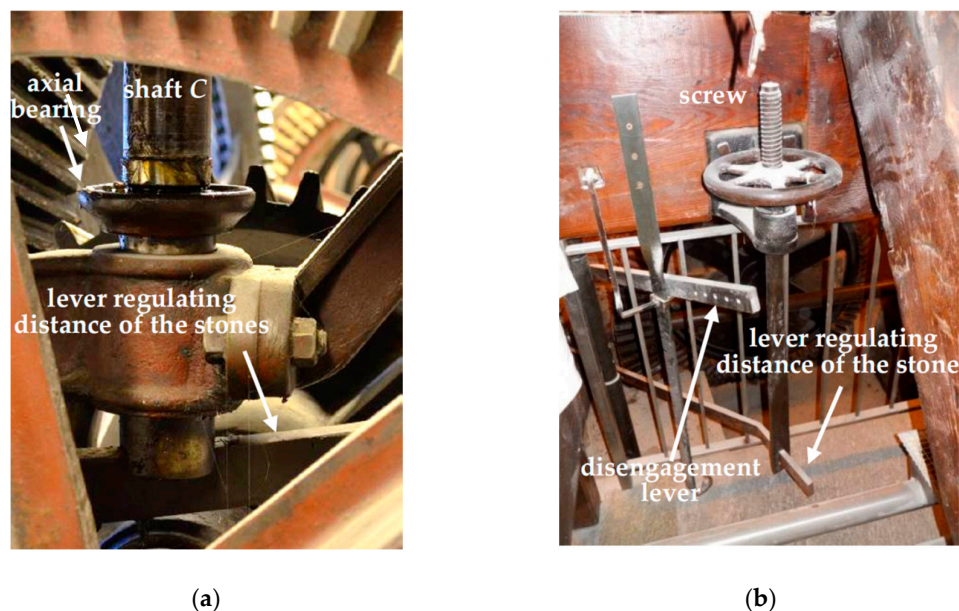 axial
bearing
shaft C
lever regulating
distance of the stones
(a)
screw
lever regulating
distance of the stone
disengagement
lever
(b)